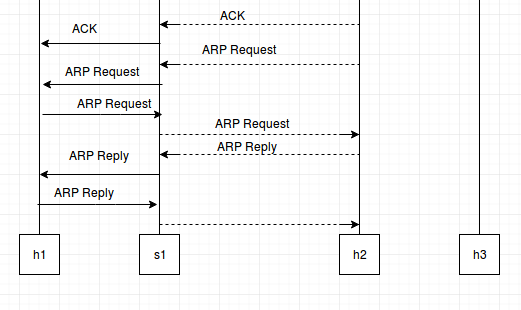 ACK
ACK
ARP Request
ARP Request
ARP Request
ARP Request
ARP Reply
ARP Reply
ARP Reply
h1
s1
h2
h3